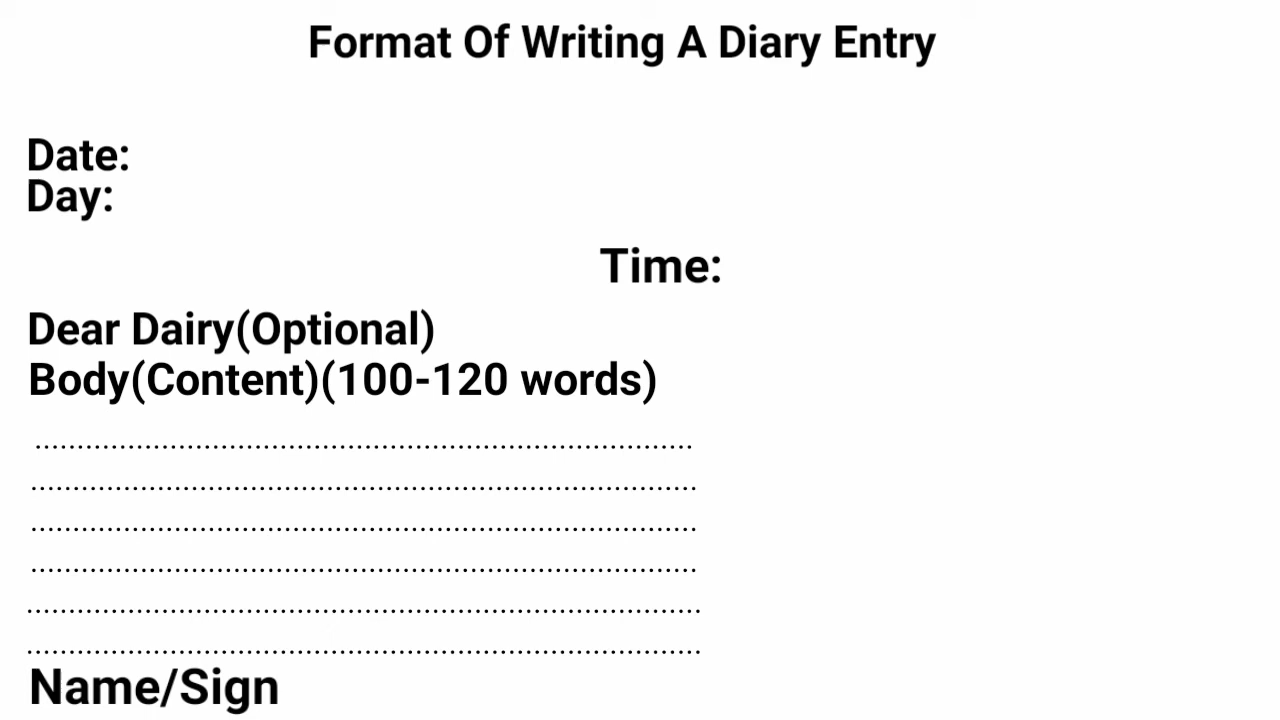 Format Of Writing A Diary Entry
Date:
Day:
Time:
Dear Dairy(Optional)
Body(Content)(100-120 words)
................................................................................
................................................................................
................................................................................
................................................................................
................................................................................
................................................................................
Name/Sign